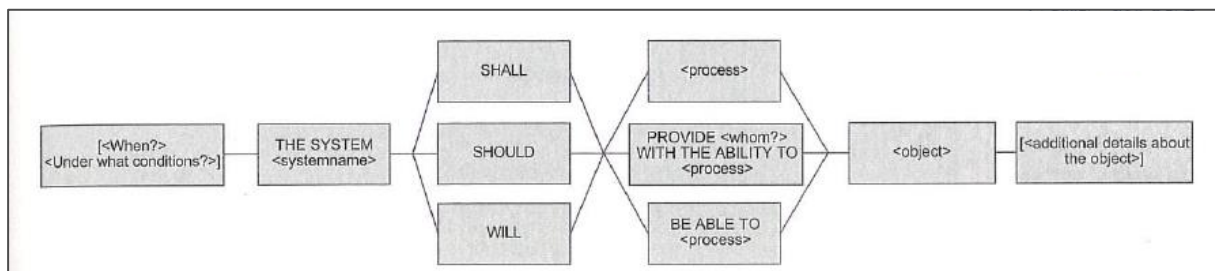 [<When?>
<Under what conditions?>]
THE SYSTEM
<systemname>
SHALL
SHOULD
WILL
<process>
PROVIDE <whom?>
WITH THE ABILITY TO
<process>
BE ABLE TO
<process>
<object>
[<additional details about
the object>]